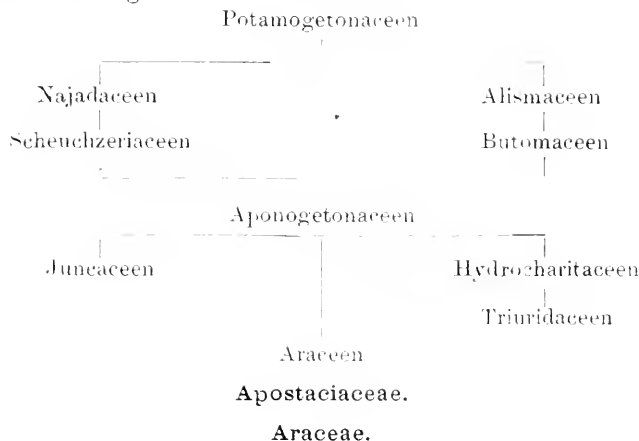 Potamogetonaceen
Najadaceen Alismaceen
Scheuchzeriaceen Butomaceen
Aponogetonaceen
Juncaceen Hydrocharitaceen
Triuridaceen
Araceen
Apostaciaceae.
Araceae.